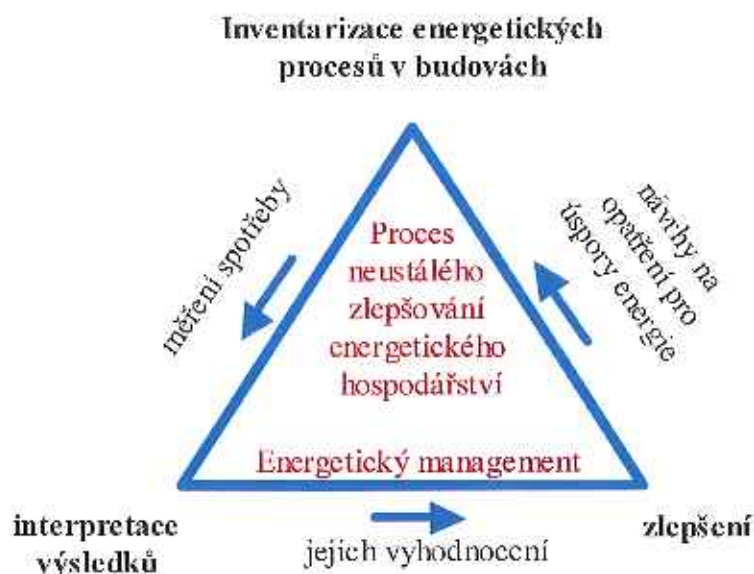 Inventarizace energetických
procesů v budovách
měření spotřeby
návrhy na
opatření pro
úspory energie
Proces
neustálého
zlepšování
energetického
hospodářství
Energetický management
interpretace
výsledků
jejich vyhodnocení
zlepšení